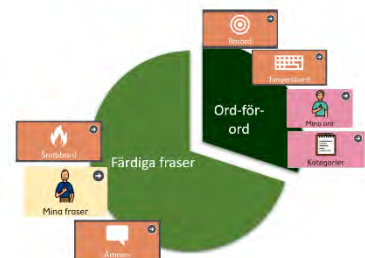 Basord
Tangentbord
Mina ord
Kategorier
Ord-för-
ord
Färdiga fraser
Snabbord
Mina fraser
Ämnen